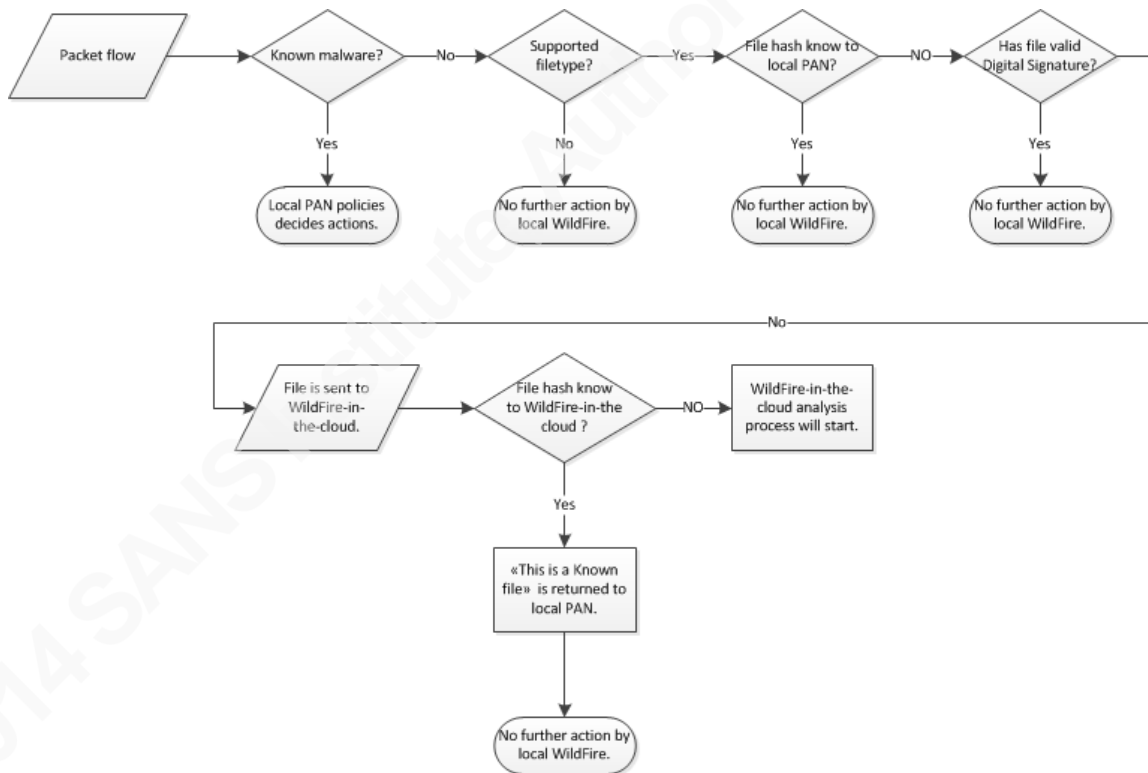 Packet flow
Known malware?
No
Supported
filetype?
Yes
File hash know to
local PAN?
NO
Has file valid
Digital Signature?
Yes
No
Yes
Yes
Local PAN policies
decides actions.
No further action by
local WildFire.
No further action by
local WildFire.
No further action by
local WildFire.
No
File is sent to
WildFire-in-
the-cloud.
File hash know
to WildFire-in-the
cloud ?
NO
WildFire-in-the-
cloud analysis
process will start.
Yes
«This is a Known
file» is returned to
local PAN.
No further action by
local WildFire.
14 SANS Institute Author